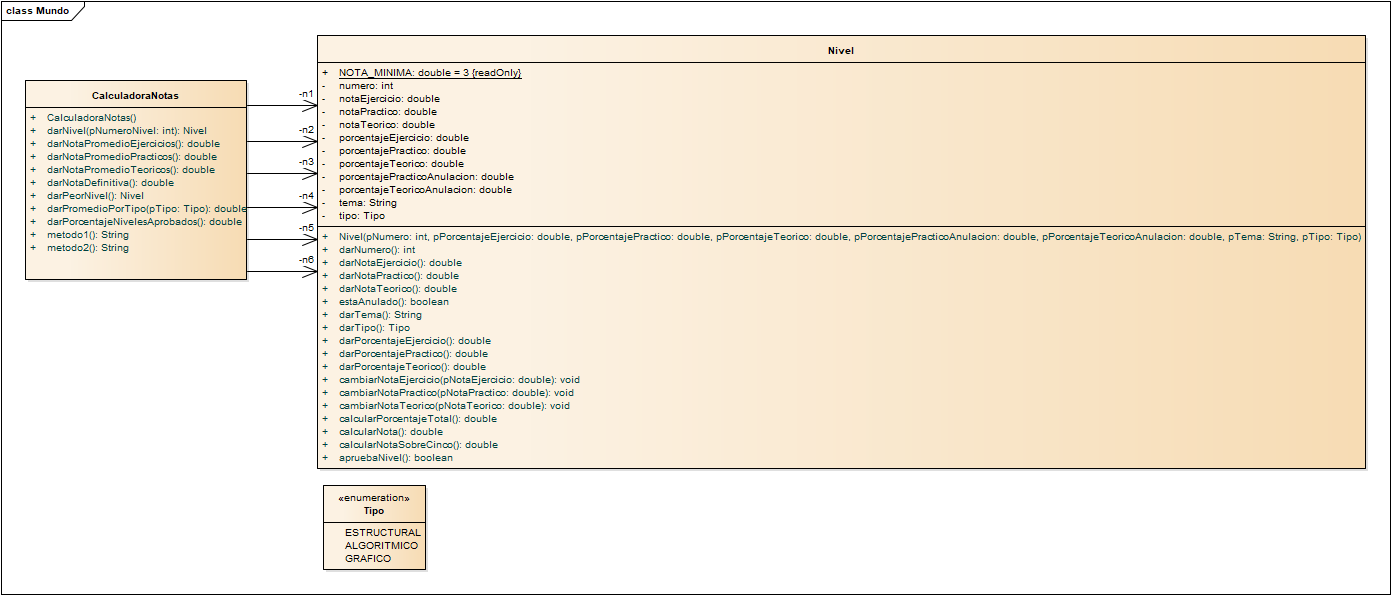 class Mundo
CalculadoraNotas
+ CalculadoraNotas()
+ darNivel(pNumeroNivel: int): Nivel
+ darNotaPromedioEjercicios(): double
+ darNotaPromedioPracticos(): double
+ darNotaPromedioTeoricos(): double
+ darNotaDefinitiva(): double
+ darPeorNivel(): Nivel
+ darPromedioPorTipo(pTipo: Tipo): double
+ darPorcentajeNivelesAprobados(): double
+ metodo1(): String
+ metodo2(): String
-n1
-n2
-n3
-n4
-n5
-n6
Nivel
+ NOTA_MINIMA: double = 3 {readOnly}
- numero: int
- notaEjercicio: double
- notaPractico: double
- notaTeorico: double
- porcentajeEjercicio: double
- porcentajePractico: double
- porcentajeTeorico: double
- porcentajePracticoAnulacion: double
- porcentajeTeoricoAnulacion: double
- tema: String
- tipo: Tipo
+ Nivel(pNumero: int, pPorcentajeEjercicio: double, pPorcentajePractico: double, pPorcentajeTeorico: double, pPorcentajePracticoAnulacion: double, pPorcentajeTeoricoAnulacion: double, pTema: String, pTipo: Tipo)
+ darNumero(): int
+ darNotaEjercicio(): double
+ darNotaPractico(): double
+ darNotaTeorico(): double
+ estaAnulado(): boolean
+ darTema(): String
+ darTipo(): Tipo
+ darPorcentajeEjercicio(): double
+ darPorcentajePractico(): double
+ darPorcentajeTeorico(): double
+ cambiarNotaEjercicio(pNotaEjercicio: double): void
+ cambiarNotaPractico(pNotaPractico: double): void
+ cambiarNotaTeorico(pNotaTeorico: double): void
+ calcularPorcentajeTotal(): double
+ calcularNota(): double
+ calcularNotaSobreCinco(): double
+ apruebaNivel(): boolean
«enumeration»
Tipo
ESTRUCTURAL
ALGORITMICO
GRAFICO